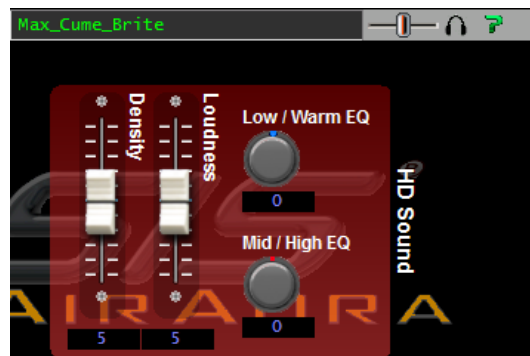 Max_Cume_Brite
Density
Loudness
Low / Warm EQ
0
Mid / High EQ
0
HD Sound
AIRAURA
5
5